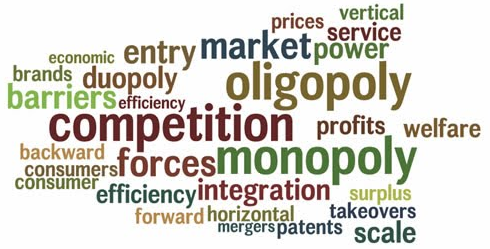 vertical
prices
service
entry
market
power
economic
brands
duopoly
oligopoly
barriers
efficiency
competition
profits
welfare
backward
forces
monopoly
consumers
consumer
efficiency
integration
surplus
forward
horizontal
takeovers
mergers
patents
scale